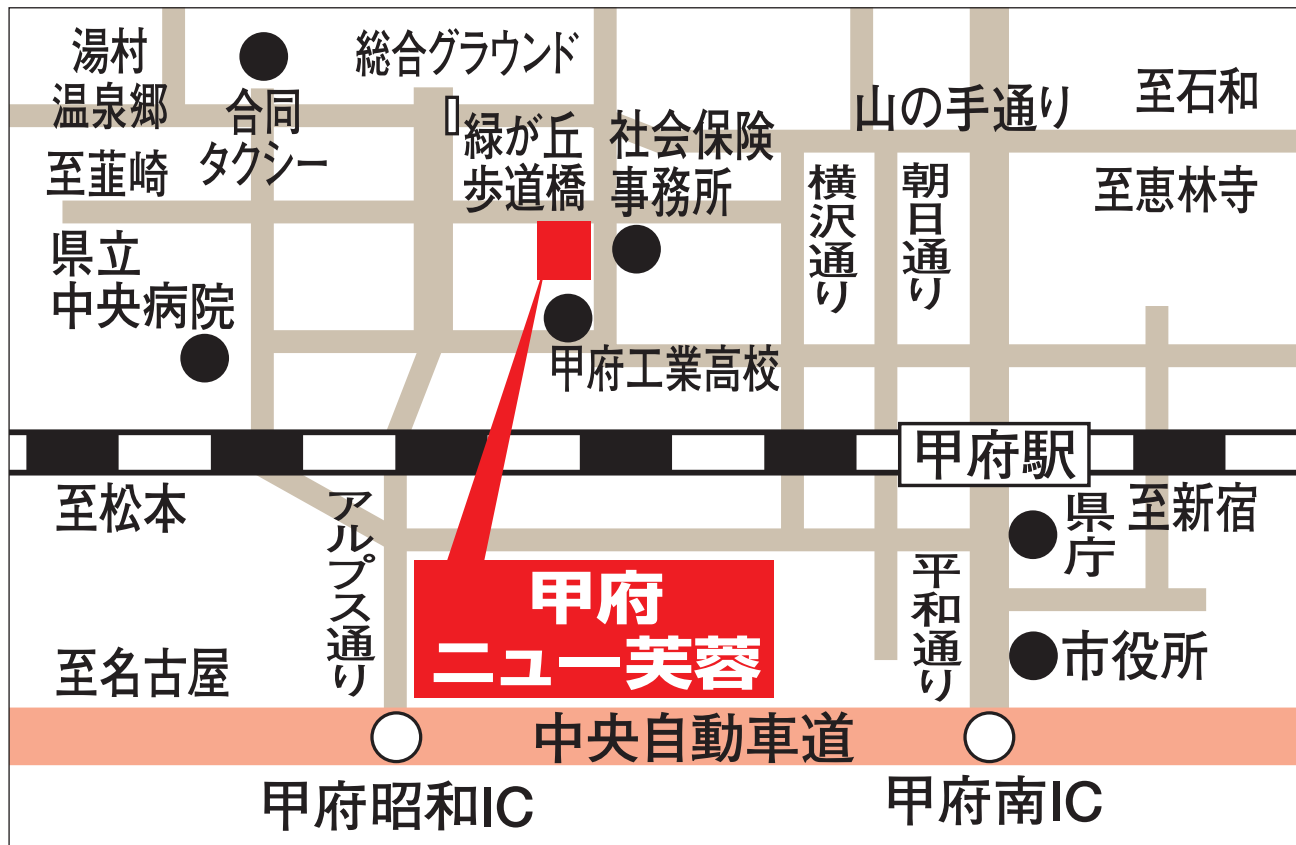 湯村
温泉郷
至韮崎
合同
タクシー
総合グラウンド
緑が丘
歩道橋
社会保険
事務所
山の手通り
至石和
至恵林寺
横沢通り
朝日通り
県立
中央病院
甲府工業高校
甲府駅
至松本
アルプス通り
県庁
至新宿
甲府
ニュー芙蓉
平和通り
市役所
至名古屋
中央自動車道
甲府昭和IC
甲府南IC